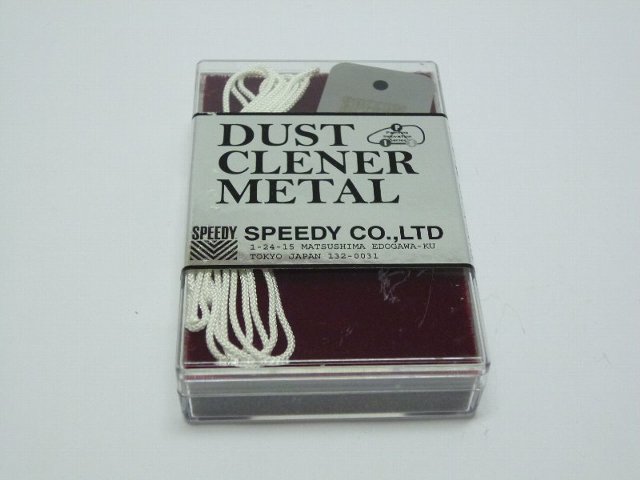 DUST
CLENER
METAL
SPEEDY
SPEEDY CO.,LTD
1-24-15 MATSUSHIMA EDOGAWA-KU
TOKYO JAPAN 132-0031